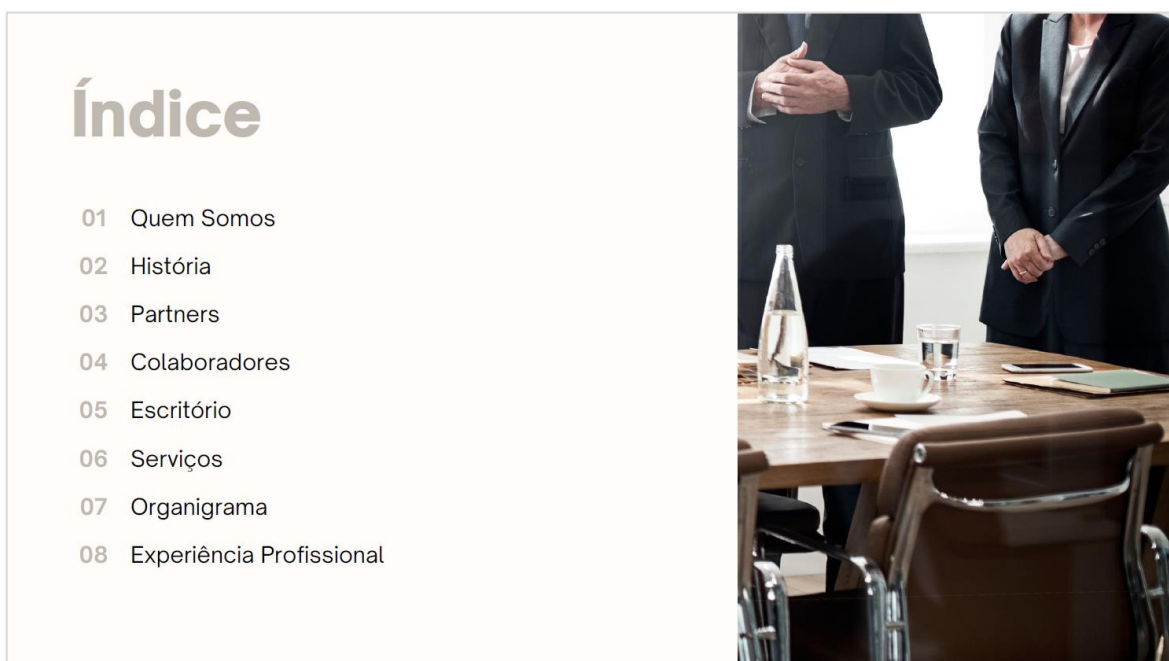 Índice
01 Quem Somos
02 História
03 Partners
04 Colaboradores
05 Escritório
06 Serviços
07 Organigrama
08 Experiência Profissional